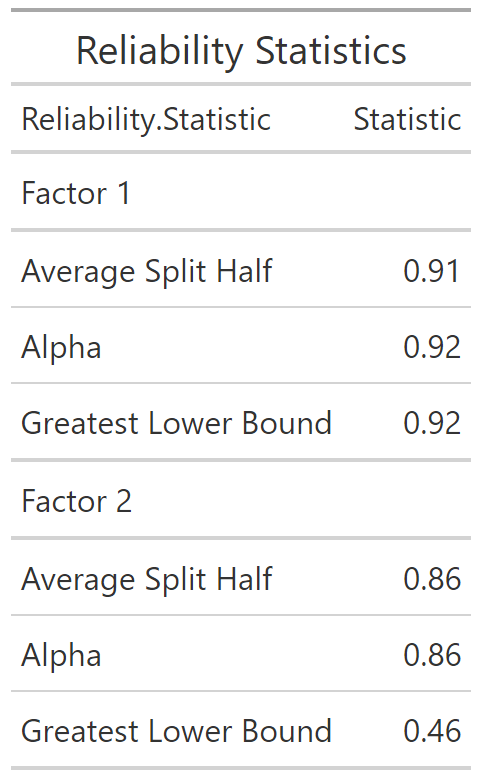 Reliability Statistics
Reliability.Statistic Statistic
Factor 1
Average Split Half 0.91
Alpha 0.92
Greatest Lower Bound 0.92
Factor 2
Average Split Half 0.86
Alpha 0.86
Greatest Lower Bound 0.46